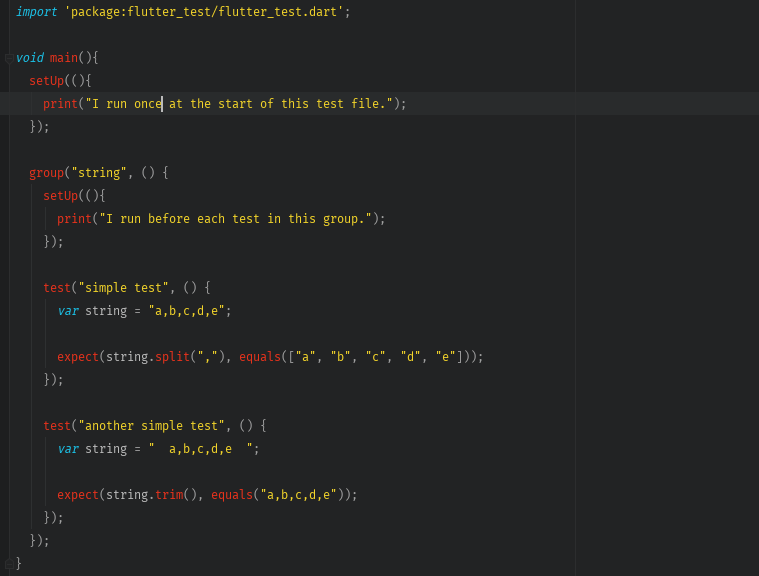 import 'package:flutter_test/flutter_test.dart';
void main(){
setUp((){
print("I run once at the start of this test file.");
});
group("string", () {
setUp((){
print("I run before each test in this group.");
});
test("simple test", () {
var string = "a,b,c,d,e";
expect(string.split(","), equals(["a", "b", "c", "d", "e"]));
});
test("another simple test", () {
var string = "  a,b,c,d,e  ";
expect(string.trim(), equals("a,b,c,d,e"));
});
});
}